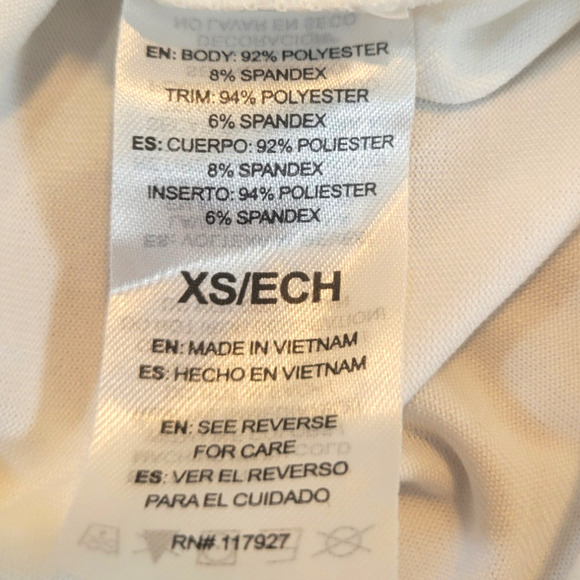 EN: BODY: 92% POLYESTER
8% SPANDEX
TRIM: 94% POLYESTER
6% SPANDEX
ES: CUERPO: 92% POLIESTER
8% SPANDEX
INSERTO: 94% POLIESTER
6% SPANDEX
XS/ECH
EN: MADE IN VIETNAM
ES: HECHO EN VIETNAM
EN: SEE REVERSE
FOR CARE
ES: VER EL REVERSO
PARA EL CUIDADO
RN# 117927